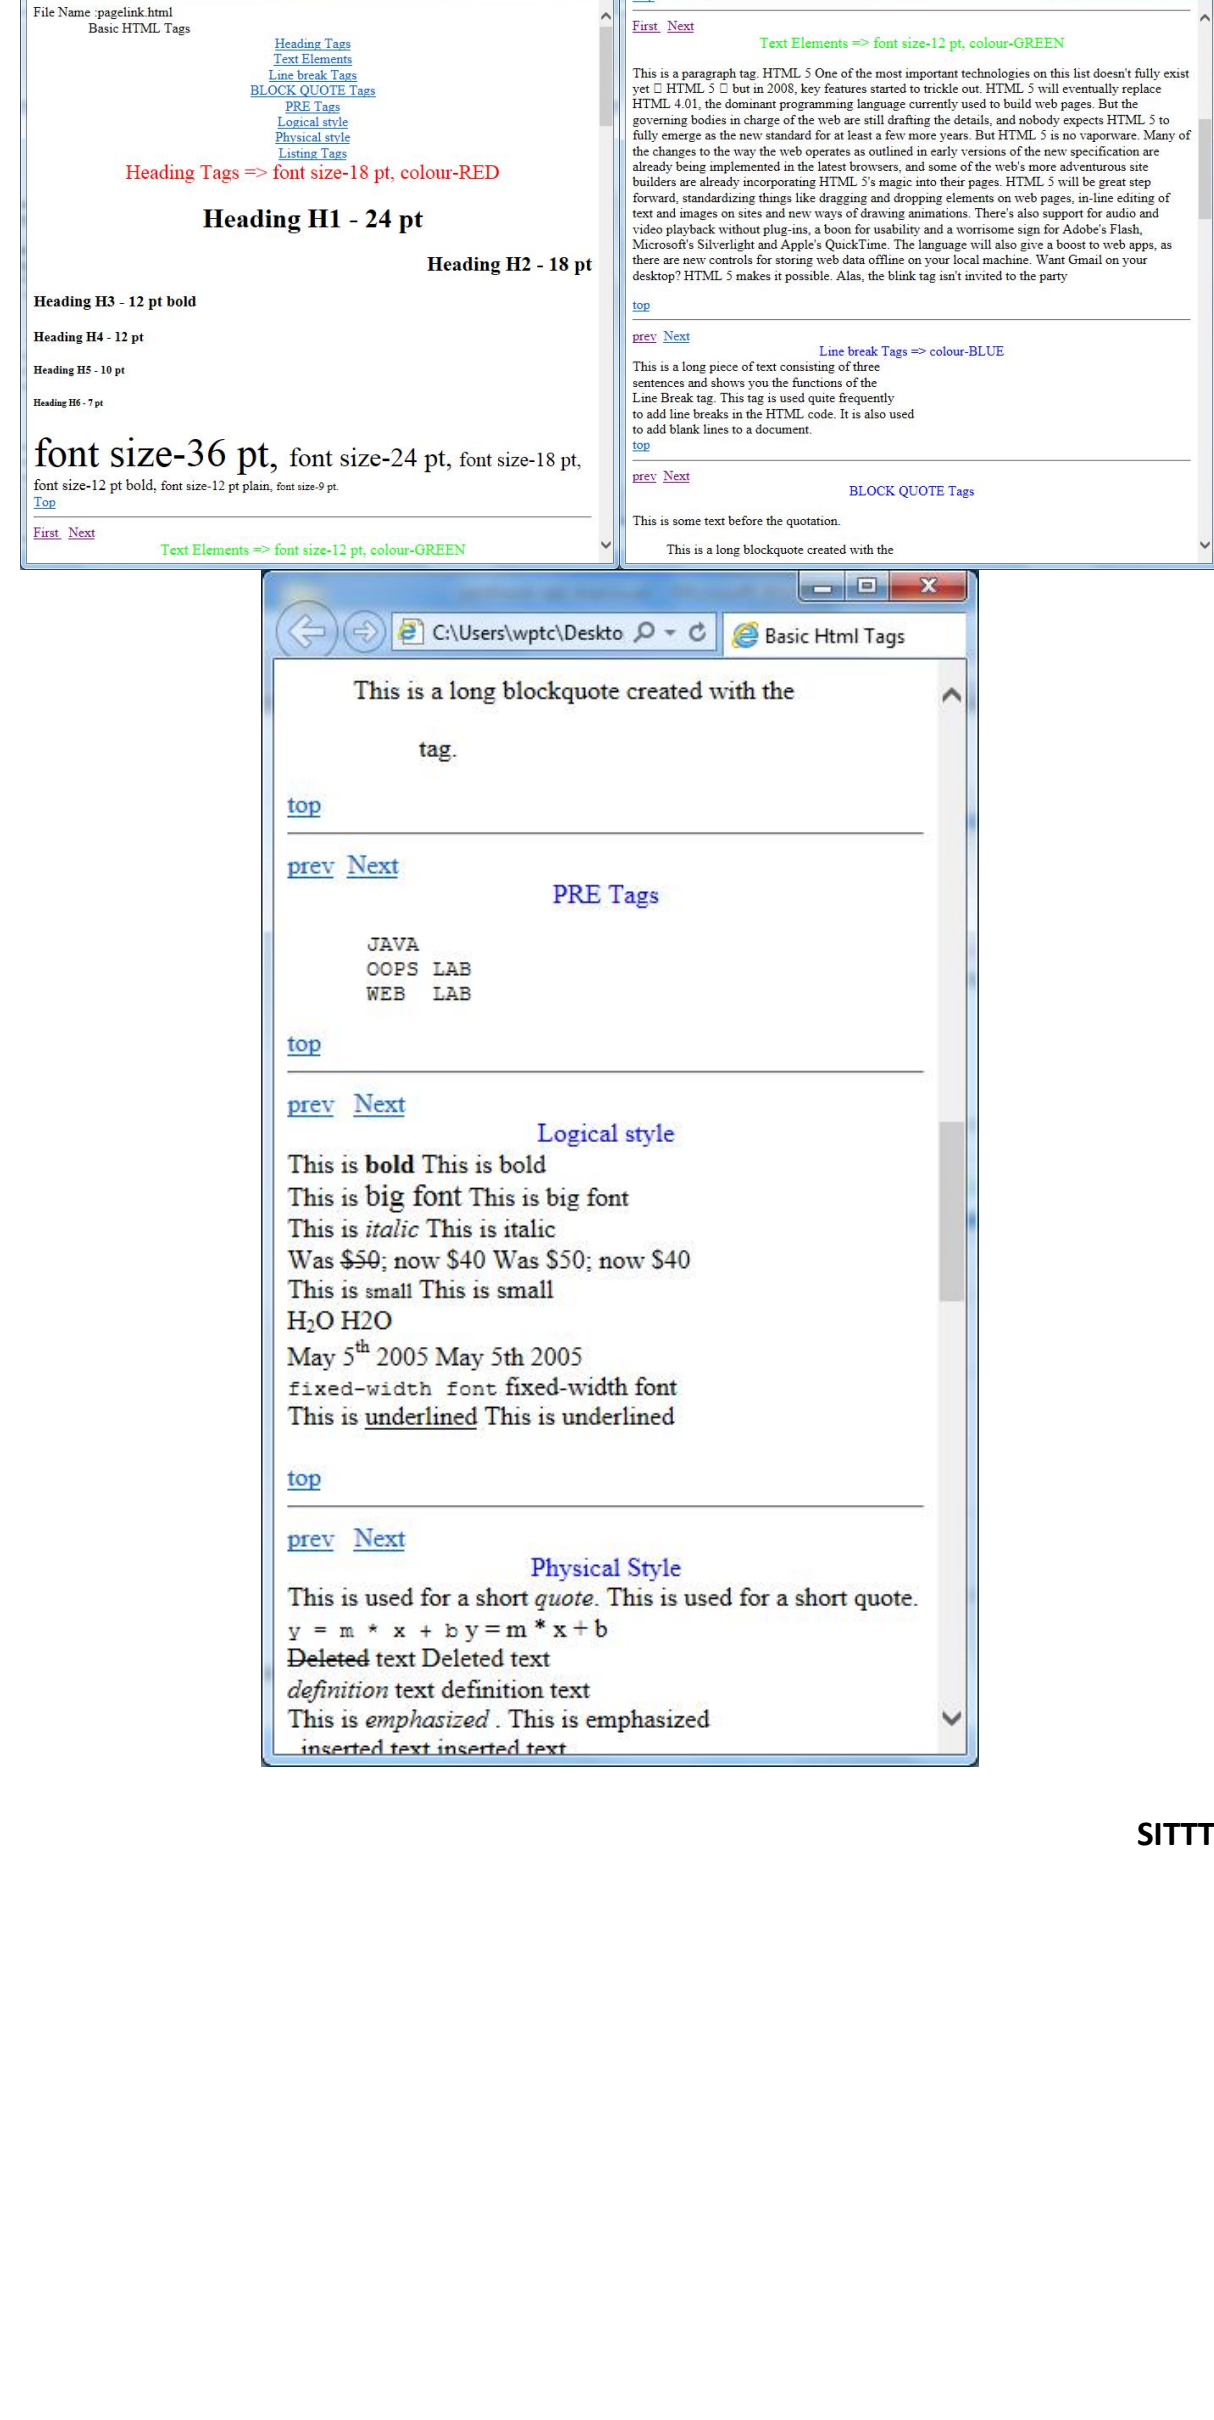 File Name :pagelink.html
Basic HTML Tags
Heading Tags
Text Elements
Line break Tags
BLOCK QUOTE Tags
PRE Tags
Logical style
Physical style
Listing Tags
Heading Tags => font size-18 pt, colour-RED
Heading H1 - 24 pt
Heading H2 - 18 pt
Heading H3 - 12 pt bold
Heading H4 - 12 pt
Heading H5 - 10 pt
Heading H6 - 7 pt
font size-36 pt, font size-24 pt, font size-18 pt,
font size-12 pt bold, font size-12 pt plain, font size-9 pt.
Top
First Next
Text Elements => font size-12 pt, colour-GREEN
First Next
Text Elements => font size-12 pt, colour-GREEN
This is a paragraph tag. HTML 5 One of the most important technologies on this list doesn't fully exist
yet □ HTML 5 □ but in 2008, key features started to trickle out. HTML 5 will eventually replace
HTML 4.01, the dominant programming language currently used to build web pages. But the
governing bodies in charge of the web are still drafting the details, and nobody expects HTML 5 to
fully emerge as the new standard for at least a few more years. But HTML 5 is no vaporware. Many of
the changes to the way the web operates as outlined in early versions of the new specification are
already being implemented in the latest browsers, and some of the web's more adventurous site
builders are already incorporating HTML 5's magic into their pages. HTML 5 will be great step
forward, standardizing things like dragging and dropping elements on web pages, in-line editing of
text and images on sites and new ways of drawing animations. There's also support for audio and
video playback without plug-ins, a boon for usability and a worrisome sign for Adobe's Flash,
Microsoft's Silverlight and Apple's QuickTime. The language will also give a boost to web apps, as
there are new controls for storing web data offline on your local machine. Want Gmail on your
desktop? HTML 5 makes it possible. Alas, the blink tag isn't invited to the party
top
prev Next
Line break Tags => colour-BLUE
This is a long piece of text consisting of three
sentences and shows you the functions of the
Line Break tag. This tag is used quite frequently
to add line breaks in the HTML code. It is also used
to add blank lines to a document.
top
prev Next
BLOCK QUOTE Tags
This is some text before the quotation.
This is a long blockquote created with the
C:\Users\wptc\Deskto
Basic Html Tags
This is a long blockquote created with the
tag.
top
prev Next
PRE Tags
JAVA
OOPS LAB
WEB  LAB
top
prev Next
Logical style
This is bold This is bold
This is big font This is big font
This is italic This is italic
Was $50; now $40 Was $50; now $40
This is small This is small
H₂O H2O
May 5ᵗʰ 2005 May 5th 2005
fixed-width font fixed-width font
This is underlined This is underlined
top
prev Next
Physical Style
This is used for a short quote. This is used for a short quote.
y = m * x + b y = m * x + b
Deleted text Deleted text
definition text definition text
This is emphasized . This is emphasized
inserted text inserted text
SITTT